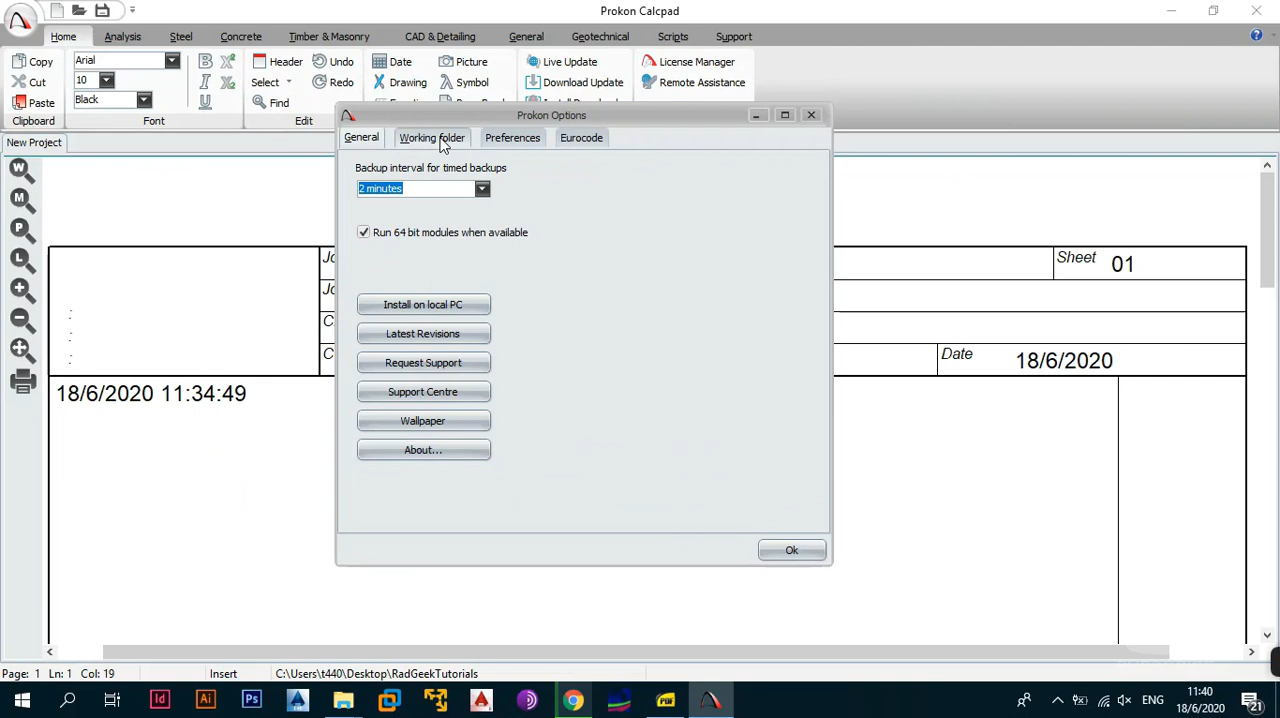 Prokon Calcpad
Home Analysis Steel Concrete Timber & Masonry CAD & Detailing General Geotechnical Scripts Support
Copy Arial B Header Undo Date Picture Live Update License Manager
Cut 10 I Select Redo Drawing Symbol Download Update Remote Assistance
Paste Black U Find
Clipboard Font Edit
Prokon Options
New Project
General Working folder Preferences Eurocode
Backup interval for timed backups
2 minutes
Run 64 bit modules when available
Sheet 01
Install on local PC
Latest Revisions
Date 18/6/2020
Request Support
18/6/2020 11:34:49
Support Centre
Wallpaper
About...
Ok
Page: 1 Ln: 1 Col: 19 Insert C:\Users\t440\Desktop\RadGeekTutorials
ENG 11:40
18/6/2020
21